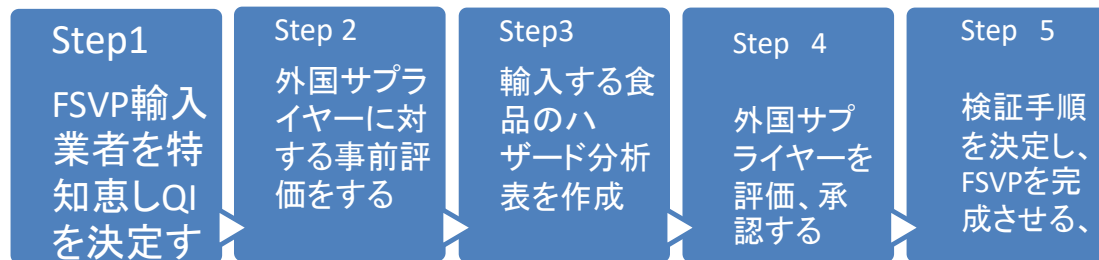 Step1
FSVP輸入
業者を特
知恵しQI
を決定す
Step 2
外国サプラ
イヤーに対
する事前評
価をする
Step3
輸入する食
品のハ
ザード分析
表を作成
Step 4
外国サプ
ライヤーを
評価、承
認する
Step 5
検証手順
を決定し、
FSVPを完
成させる、